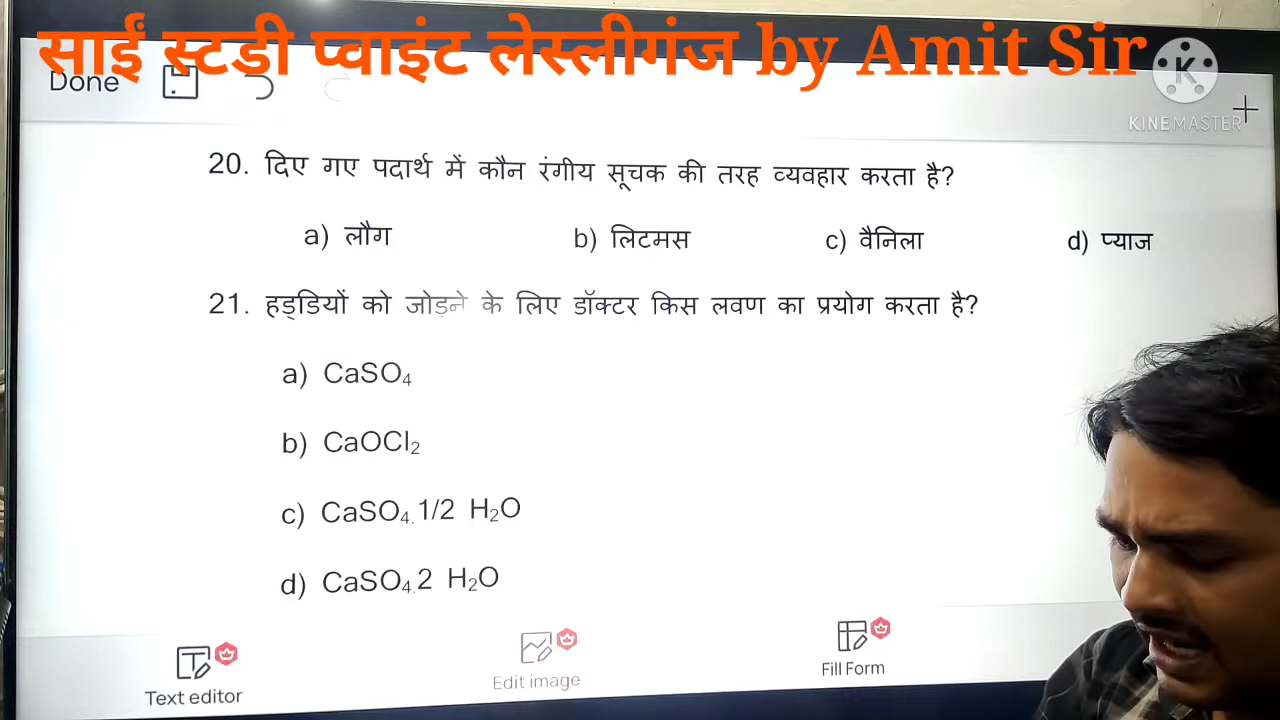 साईं स्टडी प्वाइंट लेस्लीगंज by Amit Sir
Done
KINEMASTER
20. दिए गए पदार्थ में कौन रंगीय सूचक की तरह व्यवहार करता है?
a) लौग b) लिटमस c) वैनिला d) प्याज
21. हड्डियों को जोड़ने के लिए डॉक्टर किस लवण का प्रयोग करता है?
a) CaSO₄
b) CaOCl₂
c) CaSO₄.1/2 H₂O
d) CaSO₄.2 H₂O
Text editor Edit image Fill Form